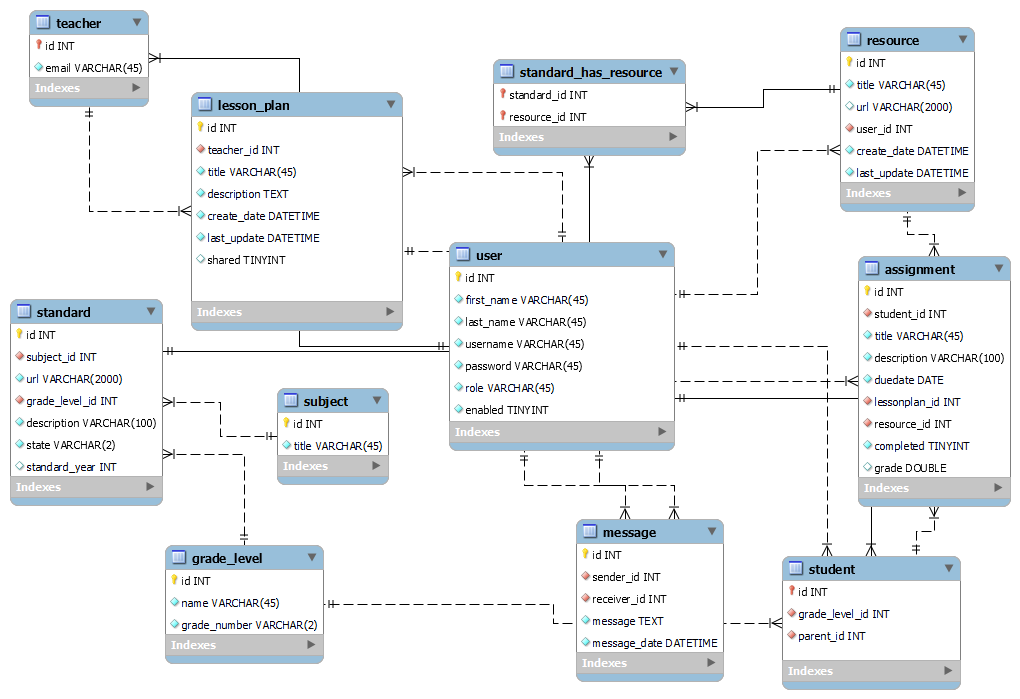 teacher
id INT
email VARCHAR(45)
Indexes
lesson_plan
id INT
teacher_id INT
title VARCHAR(45)
description TEXT
create_date DATETIME
last_update DATETIME
shared TINYINT
Indexes
standard_has_resource
standard_id INT
resource_id INT
Indexes
resource
id INT
title VARCHAR(45)
url VARCHAR(2000)
user_id INT
create_date DATETIME
last_update DATETIME
Indexes
user
id INT
first_name VARCHAR(45)
last_name VARCHAR(45)
username VARCHAR(45)
password VARCHAR(45)
role VARCHAR(45)
enabled TINYINT
Indexes
assignment
id INT
student_id INT
title VARCHAR(45)
description VARCHAR(100)
duedate DATE
lessonplan_id INT
resource_id INT
completed TINYINT
grade DOUBLE
Indexes
standard
id INT
subject_id INT
url VARCHAR(2000)
grade_level_id INT
description VARCHAR(100)
state VARCHAR(2)
standard_year INT
Indexes
subject
id INT
title VARCHAR(45)
Indexes
grade_level
id INT
name VARCHAR(45)
grade_number VARCHAR(2)
Indexes
message
id INT
sender_id INT
receiver_id INT
message TEXT
message_date DATETIME
Indexes
student
id INT
grade_level_id INT
parent_id INT
Indexes